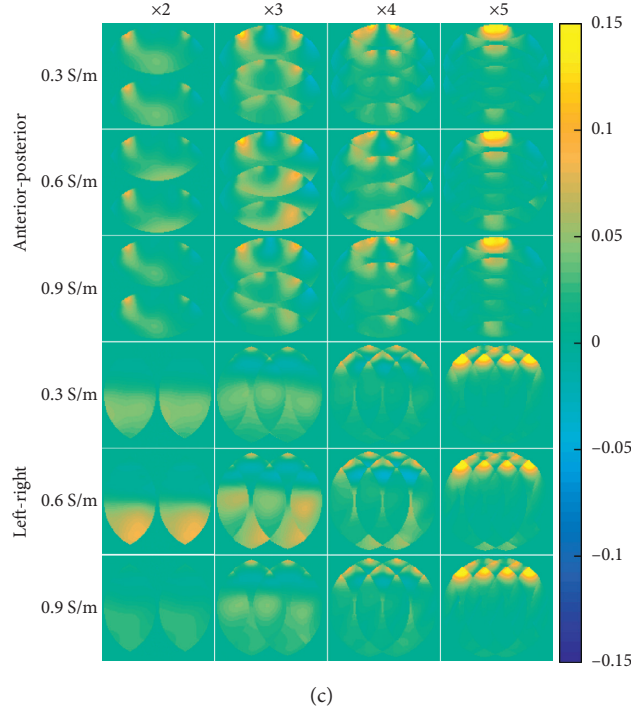 ×2 ×3 ×4 ×5
Anterior-posterior
0.3 S/m
0.6 S/m
0.9 S/m
Left-right
0.3 S/m
0.6 S/m
0.9 S/m
0.15
0.1
0.05
0
−0.05
−0.1
−0.15
(c)